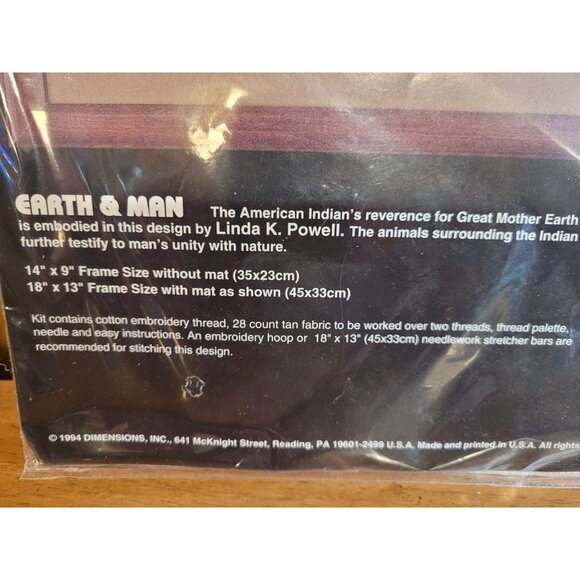 EARTH & MAN The American Indian's reverence for Great Mother Earth
is embodied in this design by Linda K. Powell. The animals surrounding the Indian
further testify to man's unity with nature.
14" x 9" Frame Size without mat (35x23cm)
18" x 13" Frame Size with mat as shown (45x33cm)
Kit contains cotton embroidery thread, 28 count tan fabric to be worked over two threads, thread palette,
needle and easy instructions. An embroidery hoop or 18" x 13" (45x33cm) needlework stretcher bars are
recommended for stitching this design.
© 1994 DIMENSIONS, INC., 641 McKnight Street, Reading, PA 19601-2499 U.S.A. Made and printed in U.S.A. All rights